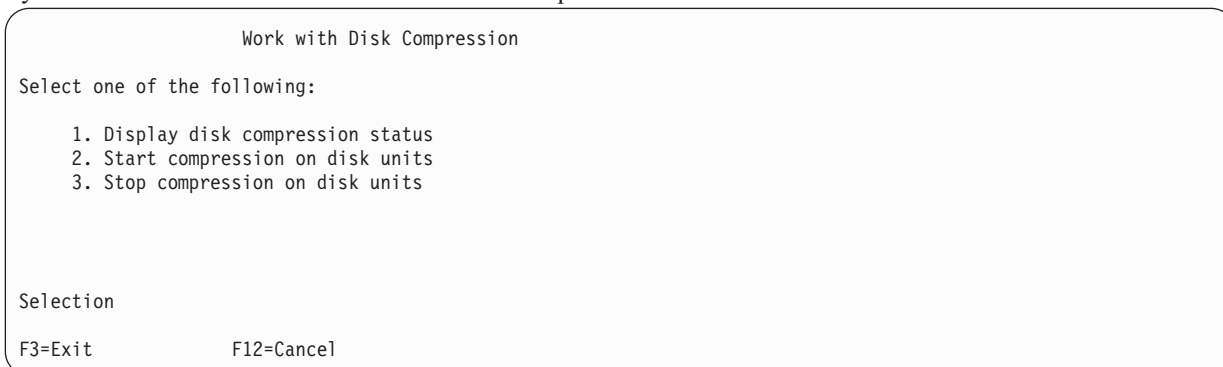 Work with Disk Compression
Select one of the following:
1. Display disk compression status
2. Start compression on disk units
3. Stop compression on disk units
Selection
F3=Exit F12=Cancel